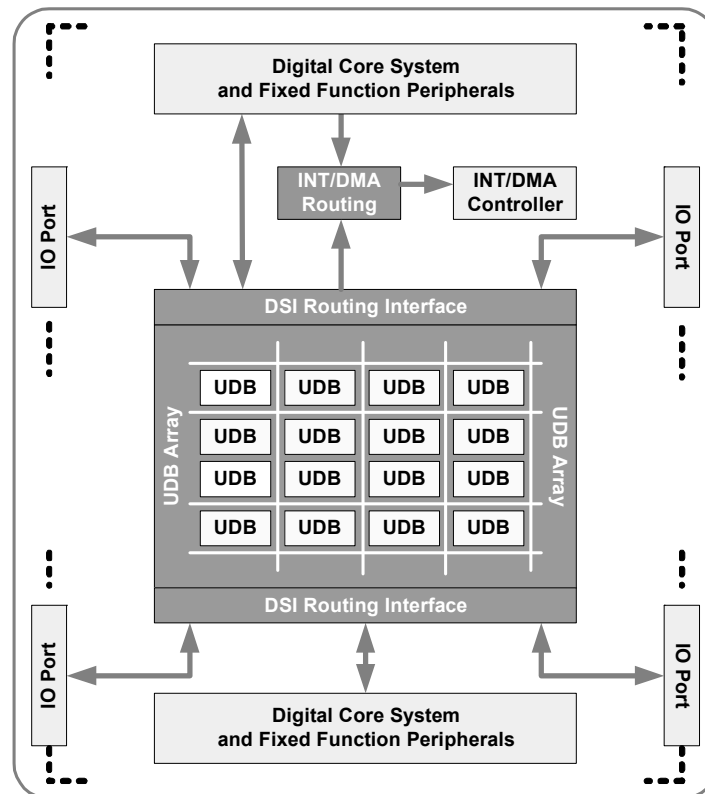 Digital Core System
and Fixed Function Peripherals
INT/DMA
Routing
INT/DMA
Controller
IO Port
IO Port
DSI Routing Interface
UDB Array
UDB UDB UDB UDB
UDB UDB UDB UDB
UDB UDB UDB UDB
UDB UDB UDB UDB
UDB Array
DSI Routing Interface
IO Port
IO Port
Digital Core System
and Fixed Function Peripherals